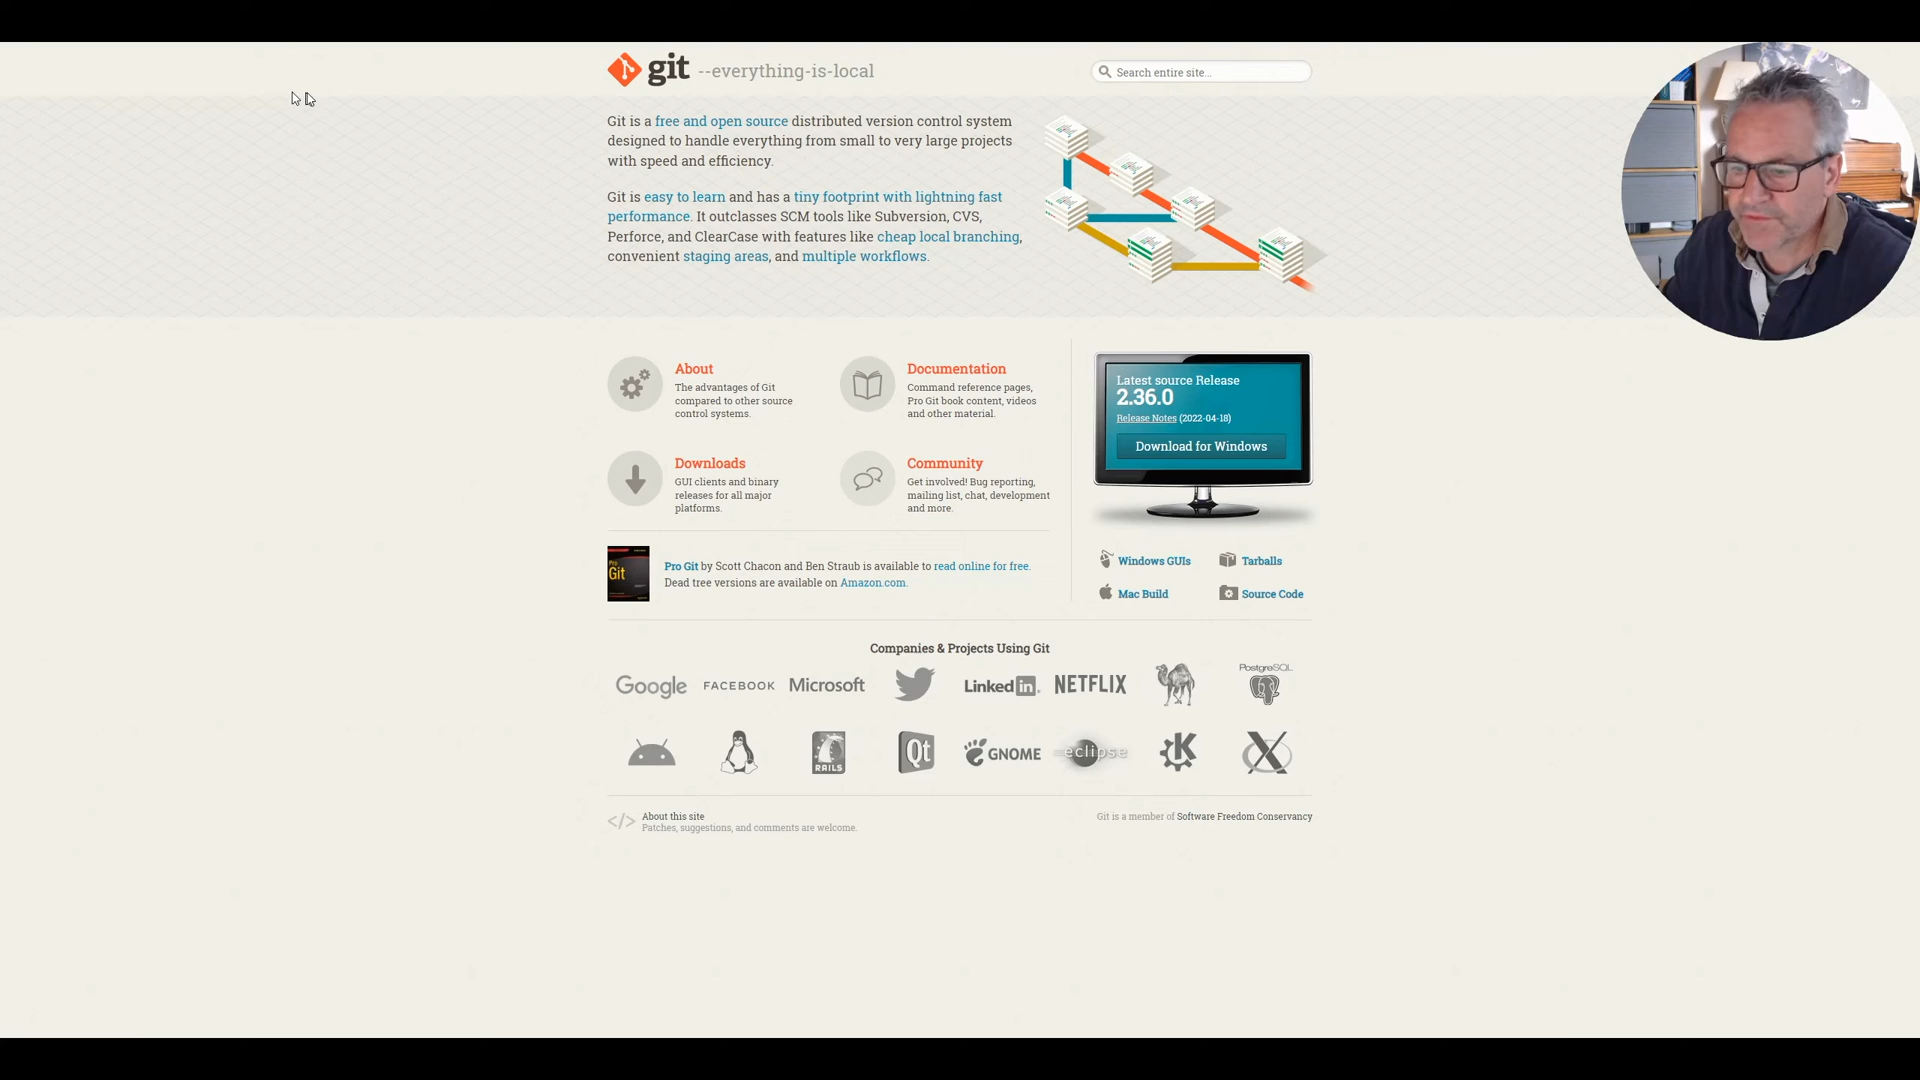 git --everything-is-local
Search entire site...
Git is a free and open source distributed version control system
designed to handle everything from small to very large projects
with speed and efficiency.
Git is easy to learn and has a tiny footprint with lightning fast
performance. It outclasses SCM tools like Subversion, CVS,
Perforce, and ClearCase with features like cheap local branching,
convenient staging areas, and multiple workflows.
About
The advantages of Git
compared to other source
control systems.
Documentation
Command reference pages,
Pro Git book content, videos
and other material.
Downloads
GUI clients and binary
releases for all major
platforms.
Community
Get involved! Bug reporting,
mailing list, chat, development
and more.
Pro
Git
Pro Git by Scott Chacon and Ben Straub is available to read online for free.
Dead tree versions are available on Amazon.com.
Latest source Release
2.36.0
Release Notes (2022-04-18)
Download for Windows
Windows GUIs
Tarballs
Mac Build
Source Code
Companies & Projects Using Git
Google FACEBOOK Microsoft LinkedIn NETFLIX PostgreSQL
RAILS Qt GNOME eclipse K X
</> About this site
Patches, suggestions, and comments are welcome.
Git is a member of Software Freedom Conservancy